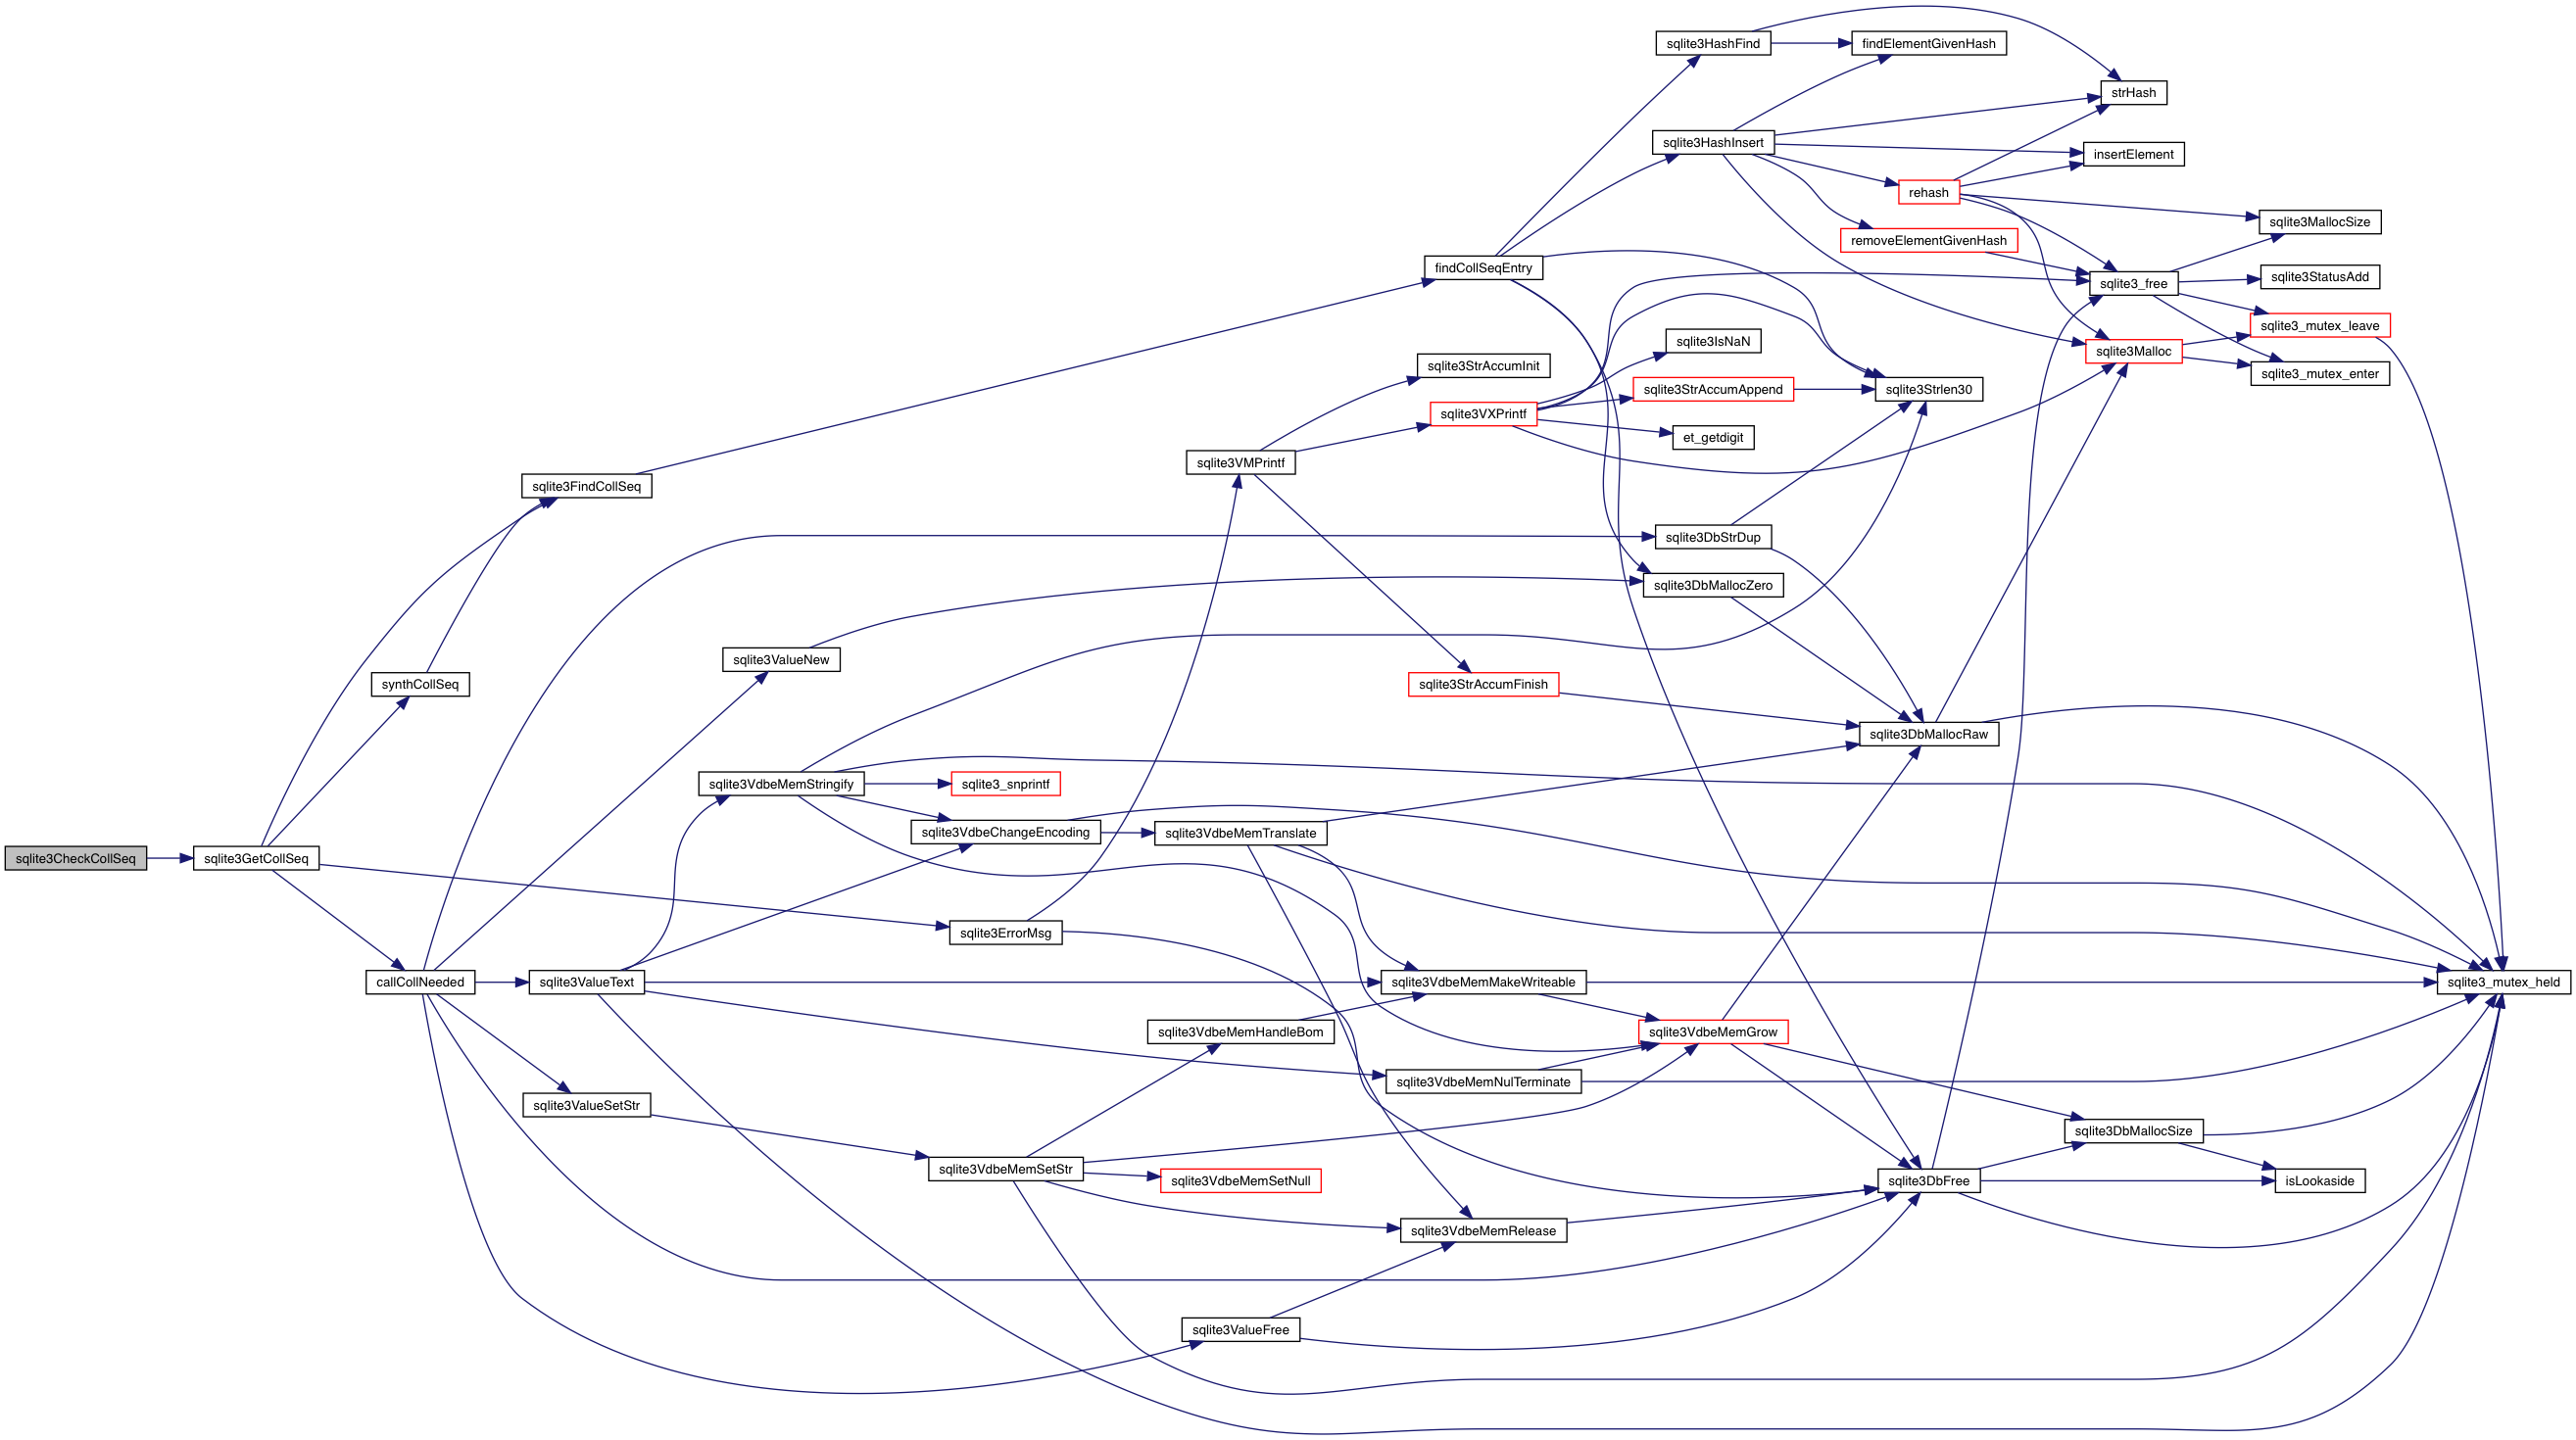 sqlite3CheckCollSeq
sqlite3GetCollSeq
synthCollSeq
callCollNeeded
sqlite3FindCollSeq
sqlite3ValueText
sqlite3ValueSetStr
sqlite3ValueNew
sqlite3VdbeMemStringify
sqlite3_snprintf
sqlite3VdbeChangeEncoding
sqlite3ErrorMsg
sqlite3VdbeMemSetStr
sqlite3VMPrintf
sqlite3VdbeMemTranslate
sqlite3VdbeMemHandleBom
sqlite3VdbeMemSetNull
sqlite3ValueFree
findCollSeqEntry
sqlite3StrAccumInit
sqlite3VXPrintf
sqlite3StrAccumFinish
sqlite3VdbeMemMakeWriteable
sqlite3VdbeMemNulTerminate
sqlite3VdbeMemRelease
sqlite3HashFind
sqlite3HashInsert
sqlite3IsNaN
sqlite3StrAccumAppend
et_getdigit
sqlite3DbStrDup
sqlite3DbMallocZero
sqlite3VdbeMemGrow
findElementGivenHash
rehash
removeElementGivenHash
sqlite3Strlen30
sqlite3DbMallocRaw
sqlite3DbFree
strHash
insertElement
sqlite3_free
sqlite3Malloc
sqlite3DbMallocSize
sqlite3MallocSize
sqlite3StatusAdd
sqlite3_mutex_leave
sqlite3_mutex_enter
isLookaside
sqlite3_mutex_held